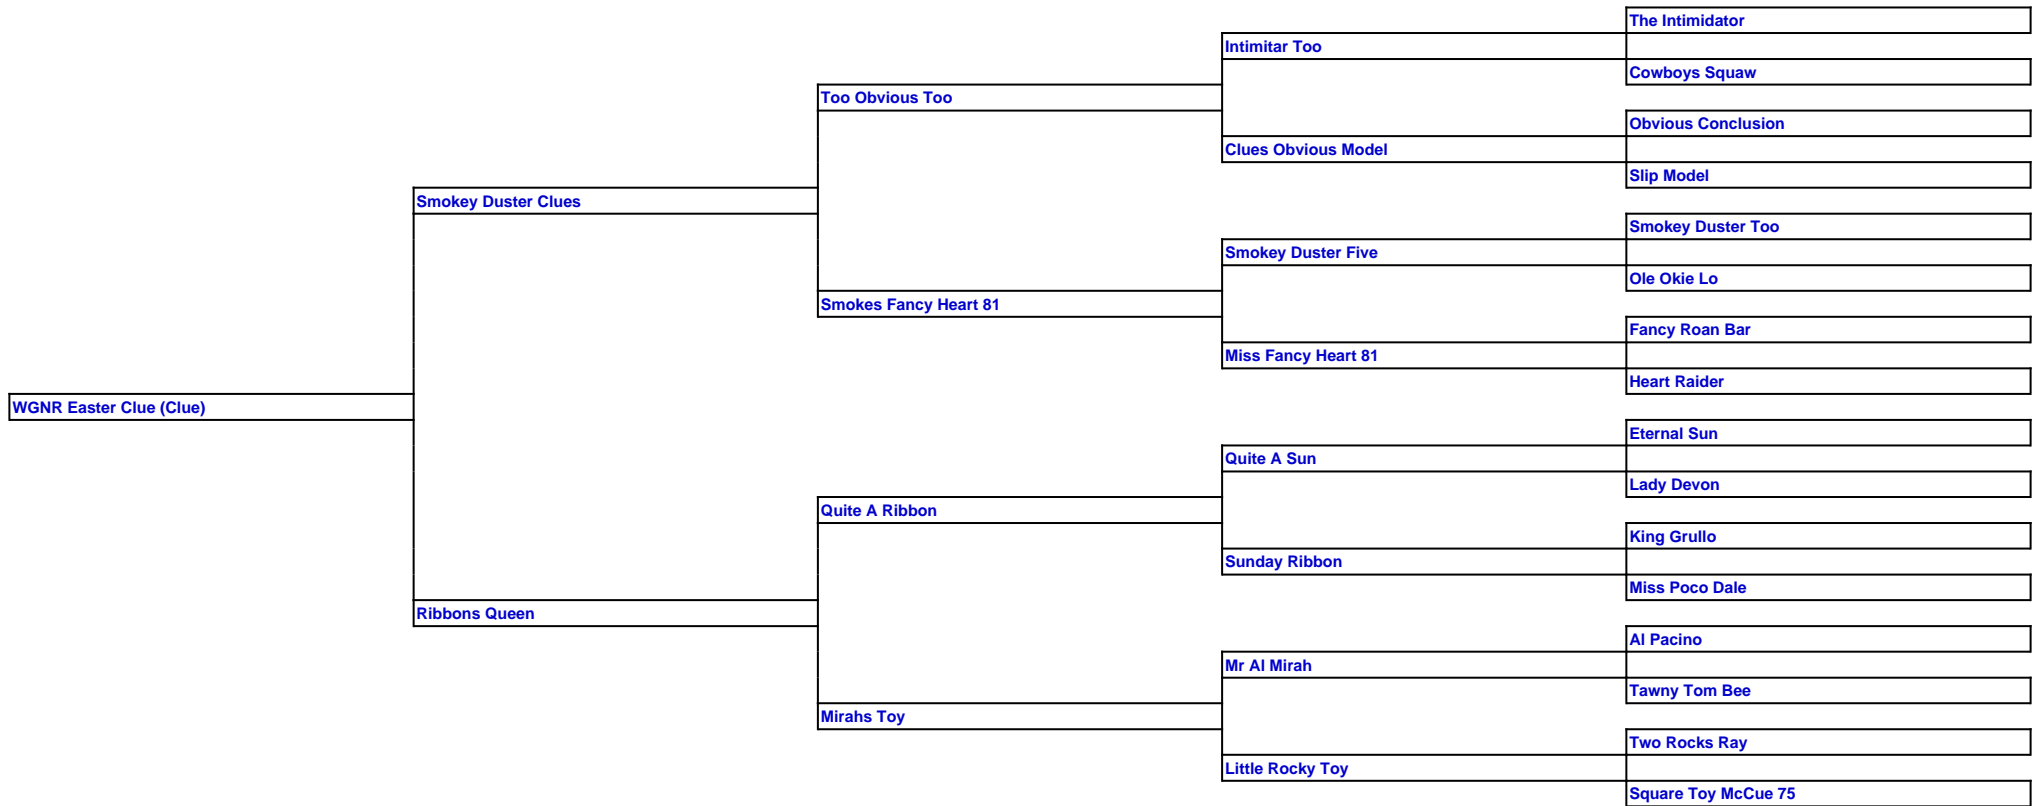 The Intimidator
Intimitar Too
Cowboys Squaw
Too Obvious Too
Obvious Conclusion
Clues Obvious Model
Slip Model
Smokey Duster Clues
Smokey Duster Too
Smokey Duster Five
Ole Okie Lo
Smokes Fancy Heart 81
Fancy Roan Bar
Miss Fancy Heart 81
Heart Raider
WGNR Easter Clue (Clue)
Eternal Sun
Quite A Sun
Lady Devon
Quite A Ribbon
King Grullo
Sunday Ribbon
Miss Poco Dale
Ribbons Queen
Al Pacino
Mr Al Mirah
Tawny Tom Bee
Mirahs Toy
Two Rocks Ray
Little Rocky Toy
Square Toy McCue 75